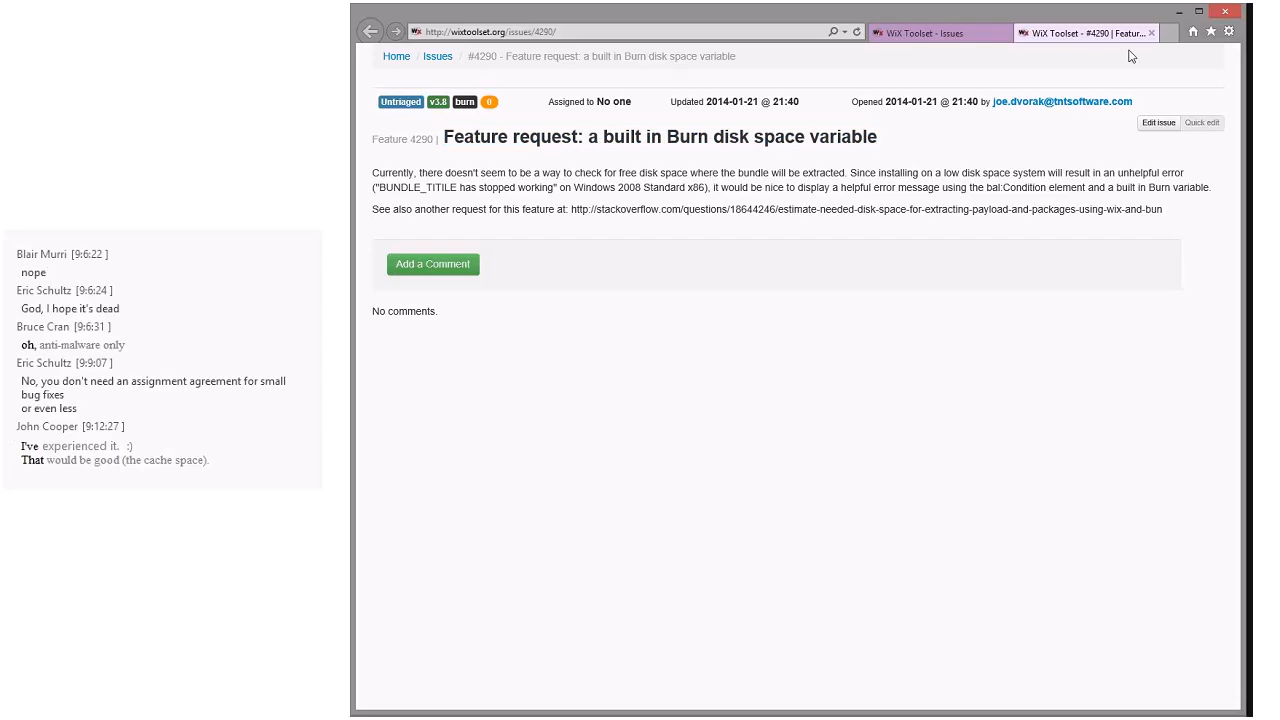 Blair Murri [9:6:22 ]
nope
Eric Schultz [9:6:24 ]
God, I hope it's dead
Bruce Cran [9:6:31 ]
oh, anti-malware only
Eric Schultz [9:9:07 ]
No, you don't need an assignment agreement for small
bug fixes
or even less
John Cooper [9:12:27 ]
I've experienced it.  :)
That would be good (the cache space).
http://wixtoolset.org/issues/4290/
WiX Toolset - Issues
WiX Toolset - #4290 | Featur...
Home / Issues / #4290 - Feature request: a built in Burn disk space variable
Untriaged v3.8 burn 0 Assigned to No one Updated 2014-01-21 @ 21:40 Opened 2014-01-21 @ 21:40 by joe.dvorak@tntsoftware.com
Edit issue Quick edit
Feature 4290 | Feature request: a built in Burn disk space variable
Currently, there doesn't seem to be a way to check for free disk space where the bundle will be extracted. Since installing on a low disk space system will result in an unhelpful error
("BUNDLE_TITILE has stopped working" on Windows 2008 Standard x86), it would be nice to display a helpful error message using the bal:Condition element and a built in Burn variable.
See also another request for this feature at: http://stackoverflow.com/questions/18644246/estimate-needed-disk-space-for-extracting-payload-and-packages-using-wix-and-bun
Add a Comment
No comments.